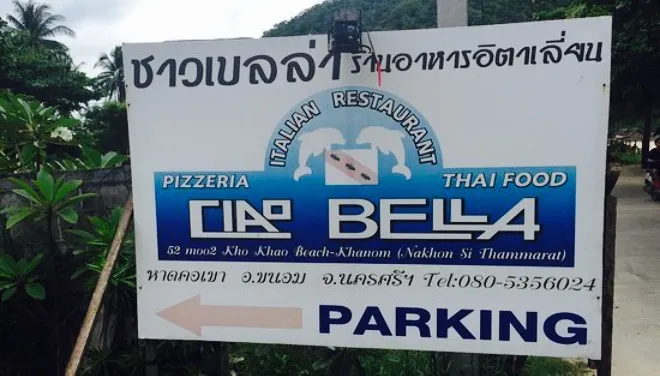 ชาวเบลล่า ร้านอาหารอิตาเลี่ยน
ITALIAN RESTAURANT
PIZZERIA THAI FOOD
CIAO BELLA
52 moo2 Kho Khao Beach-Khanom (Nakhon Si Thammarat)
หาดคอเขา อ.ขนอม จ.นครศรีฯ Tel:080-5356024
PARKING